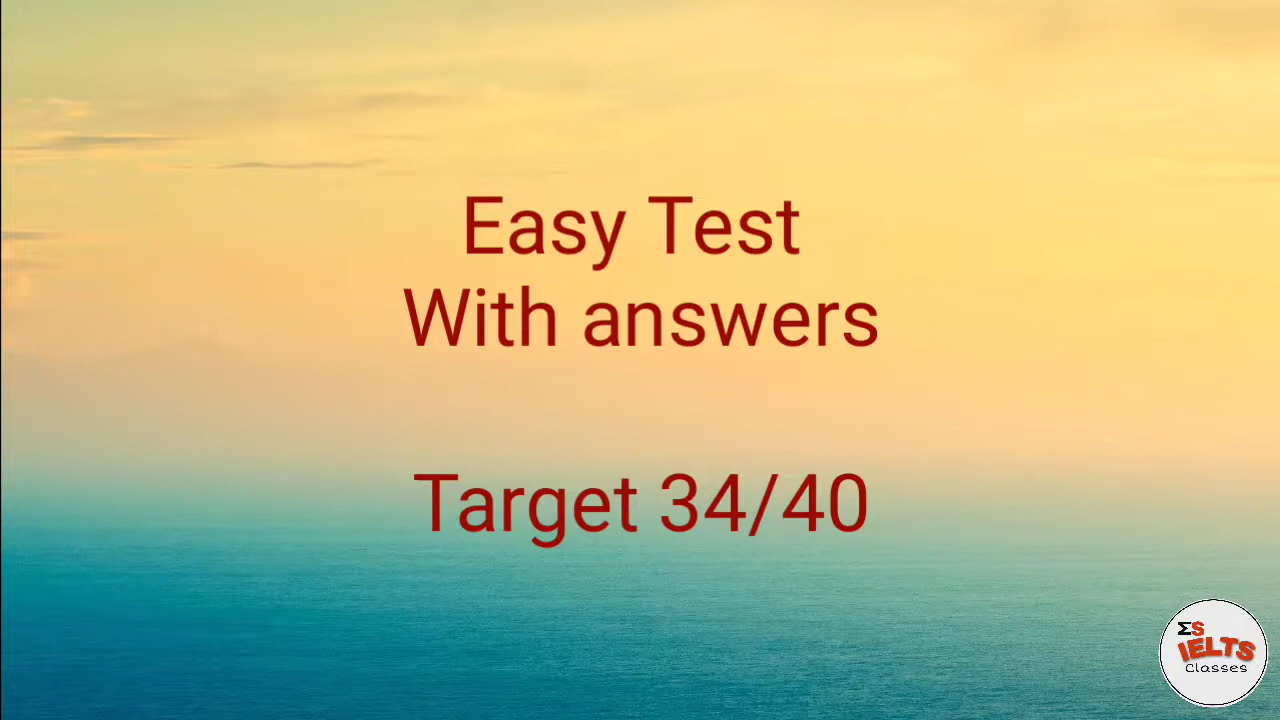 Easy Test
With answers
Target 34/40
ΣS
IELTS
Classes